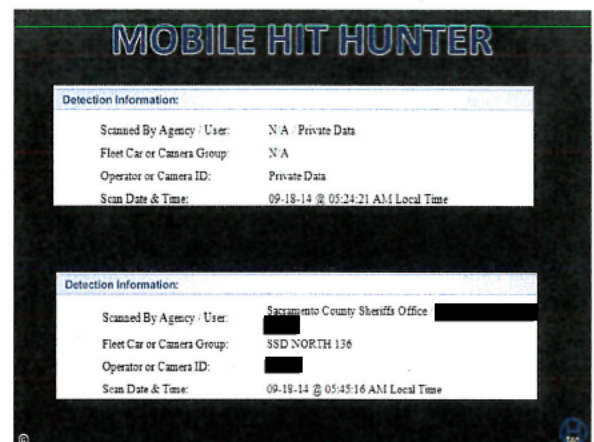 MOBILE HIT HUNTER
Detection Information:
Scanned By Agency / User: N/A / Private Data
Fleet Car or Camera Group: N/A
Operator or Camera ID: Private Data
Scan Date & Time: 09-18-14 @ 05:24:21 AM Local Time
Detection Information:
Scanned By Agency / User: Sacramento County Sheriffs Office /
Fleet Car or Camera Group: SSD NORTH 136
Operator or Camera ID:
Scan Date & Time: 09-18-14 @ 05:45:16 AM Local Time
©